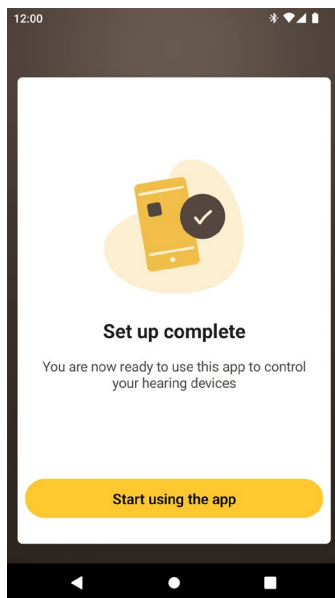 12:00
Set up complete
You are now ready to use this app to control
your hearing devices
Start using the app